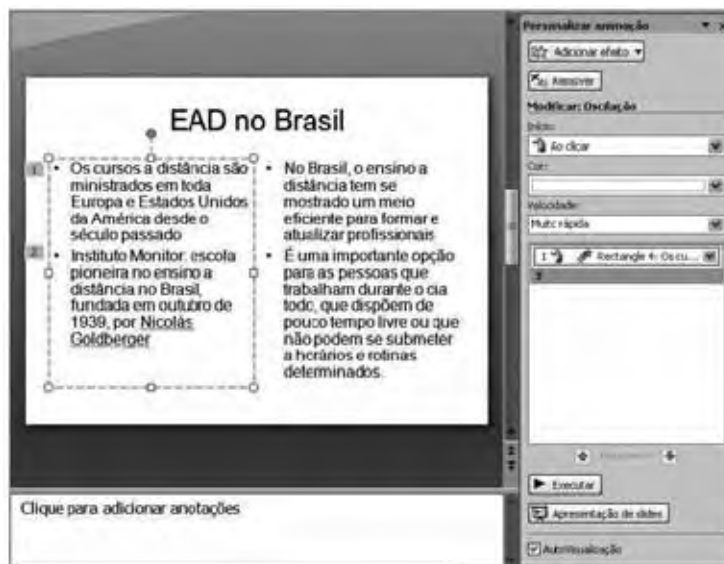 EAD no Brasil
1
• Os cursos a distância são
ministrados em toda
Europa e Estados Unidos
da América desde o
século passado
2
• Instituto Monitor: escola
pioneira no ensino a
distância no Brasil,
fundada em outubro de
1939, por Nicolás
Goldberger
• No Brasil, o ensino a
distância tem se
mostrado um meio
eficiente para formar e
atualizar profissionais
• É uma importante opção
para as pessoas que
trabalham durante o dia
todo, que dispõem de
pouco tempo livre ou que
não podem se submeter
a horários e rotinas
determinados.
Clique para adicionar anotações
Personalizar animação
Adicionar efeito
Remover
Modificar: Oscilação
Início:
Ao clicar
Cor:
Velocidade:
Muito rápida
1 Rectangle 4: Os cu...
Executar
Apresentação de slides
AutoVisualização